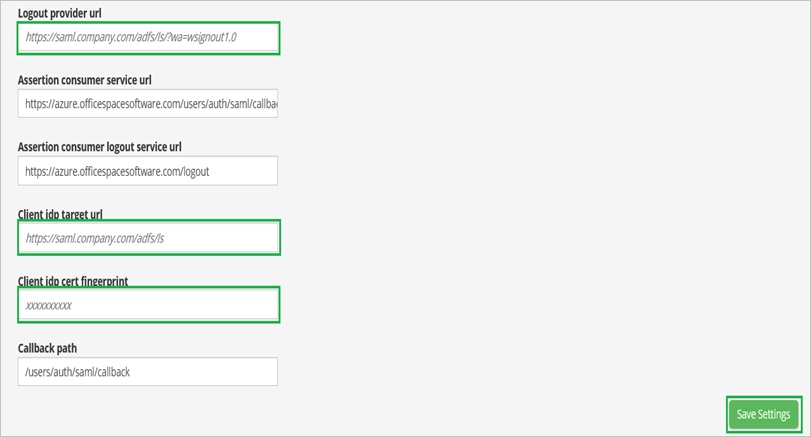 Logout provider url
https://saml.company.com/adfs/ls/?wa=wsignout1.0
Assertion consumer service url
https://azure.officespacesoftware.com/users/auth/saml/callba
Assertion consumer logout service url
https://azure.officespacesoftware.com/logout
Client idp target url
https://saml.company.com/adfs/ls
Client idp cert fingerprint
xxxxxxxxxx
Callback path
/users/auth/saml/callback
Save Settings